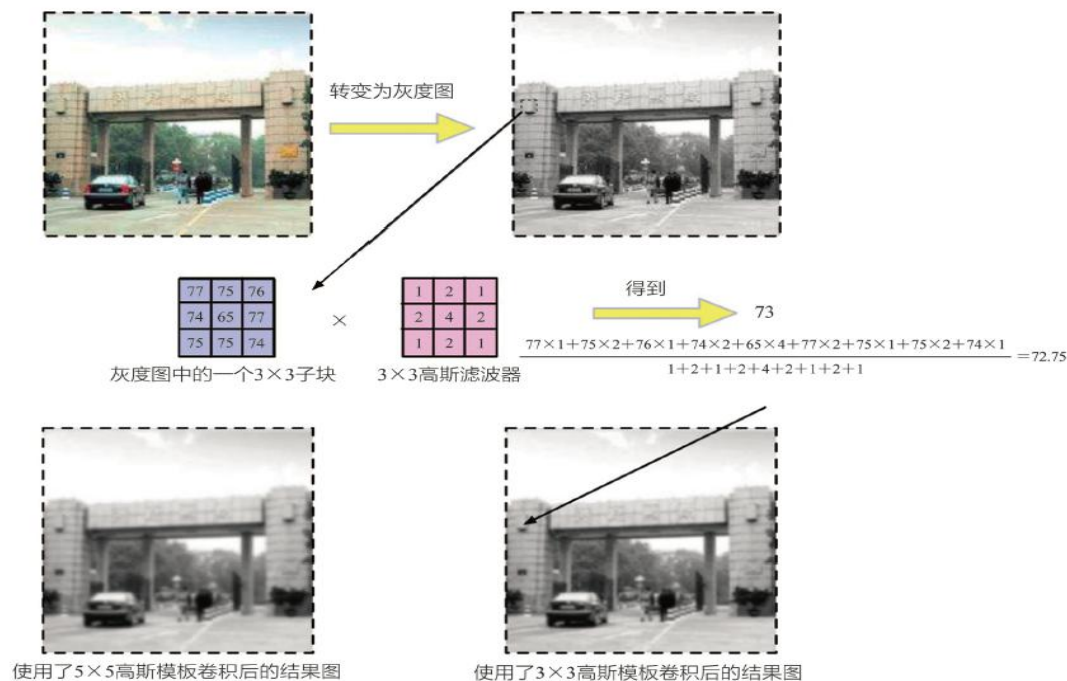 转变为灰度图
77 75 76
74 65 77
75 75 74
×
1 2 1
2 4 2
1 2 1
得到
73
77×1+75×2+76×1+74×2+65×4+77×2+75×1+75×2+74×1
1+2+1+2+4+2+1+2+1
=72.75
灰度图中的一个3×3子块
3×3高斯滤波器
使用了5×5高斯模板卷积后的结果图
使用了3×3高斯模板卷积后的结果图